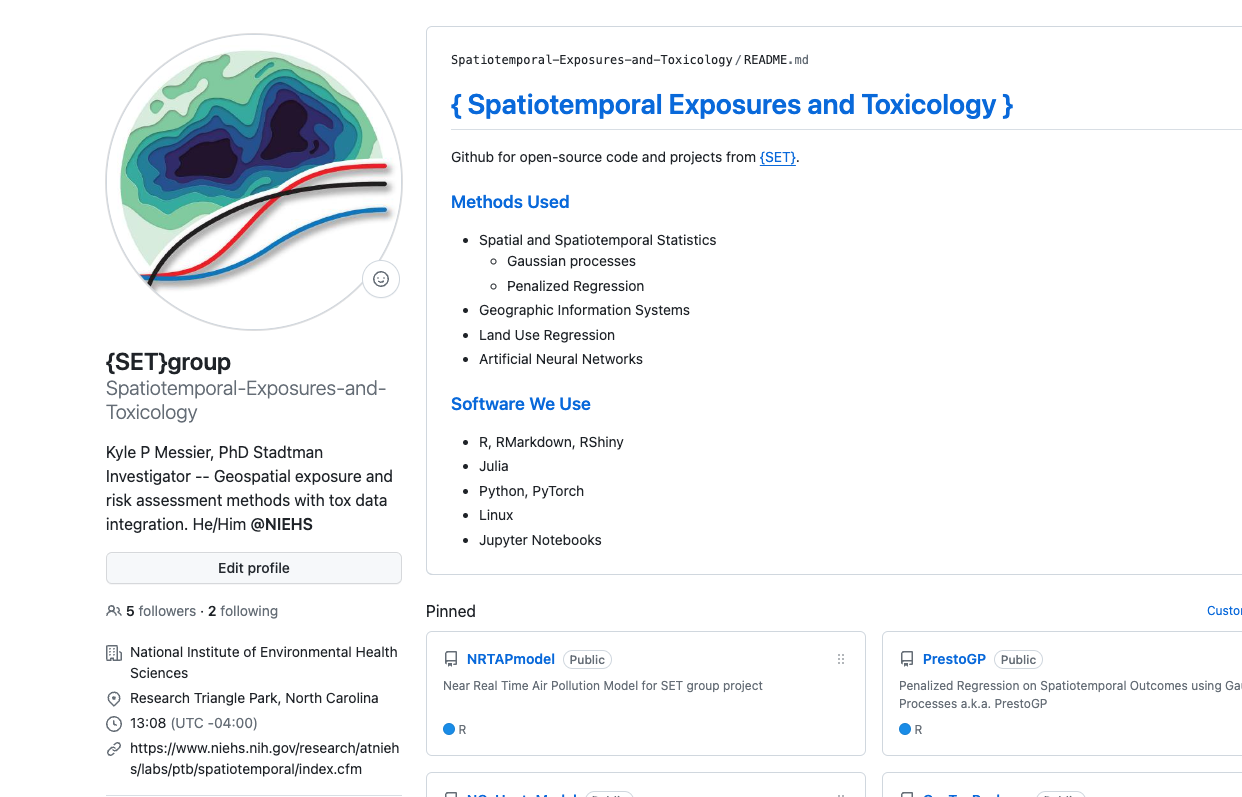 {SET}group
Spatiotemporal-Exposures-and-
Toxicology
Kyle P Messier, PhD Stadtman
Investigator -- Geospatial exposure and
risk assessment methods with tox data
integration. He/Him @NIEHS
Edit profile
5 followers · 2 following
National Institute of Environmental Health
Sciences
Research Triangle Park, North Carolina
13:08 (UTC -04:00)
https://www.niehs.nih.gov/research/atnieh
s/labs/ptb/spatiotemporal/index.cfm
Spatiotemporal-Exposures-and-Toxicology/README.md
{ Spatiotemporal Exposures and Toxicology }
Github for open-source code and projects from {SET}.
Methods Used
Spatial and Spatiotemporal Statistics
Gaussian processes
Penalized Regression
Geographic Information Systems
Land Use Regression
Artificial Neural Networks
Software We Use
R, RMarkdown, RShiny
Julia
Python, PyTorch
Linux
Jupyter Notebooks
Pinned
NRTAPmodel Public
Near Real Time Air Pollution Model for SET group project
R
PrestoGP Public
Penalized Regression on Spatiotemporal Outcomes using
Processes a.k.a. PrestoGP
R